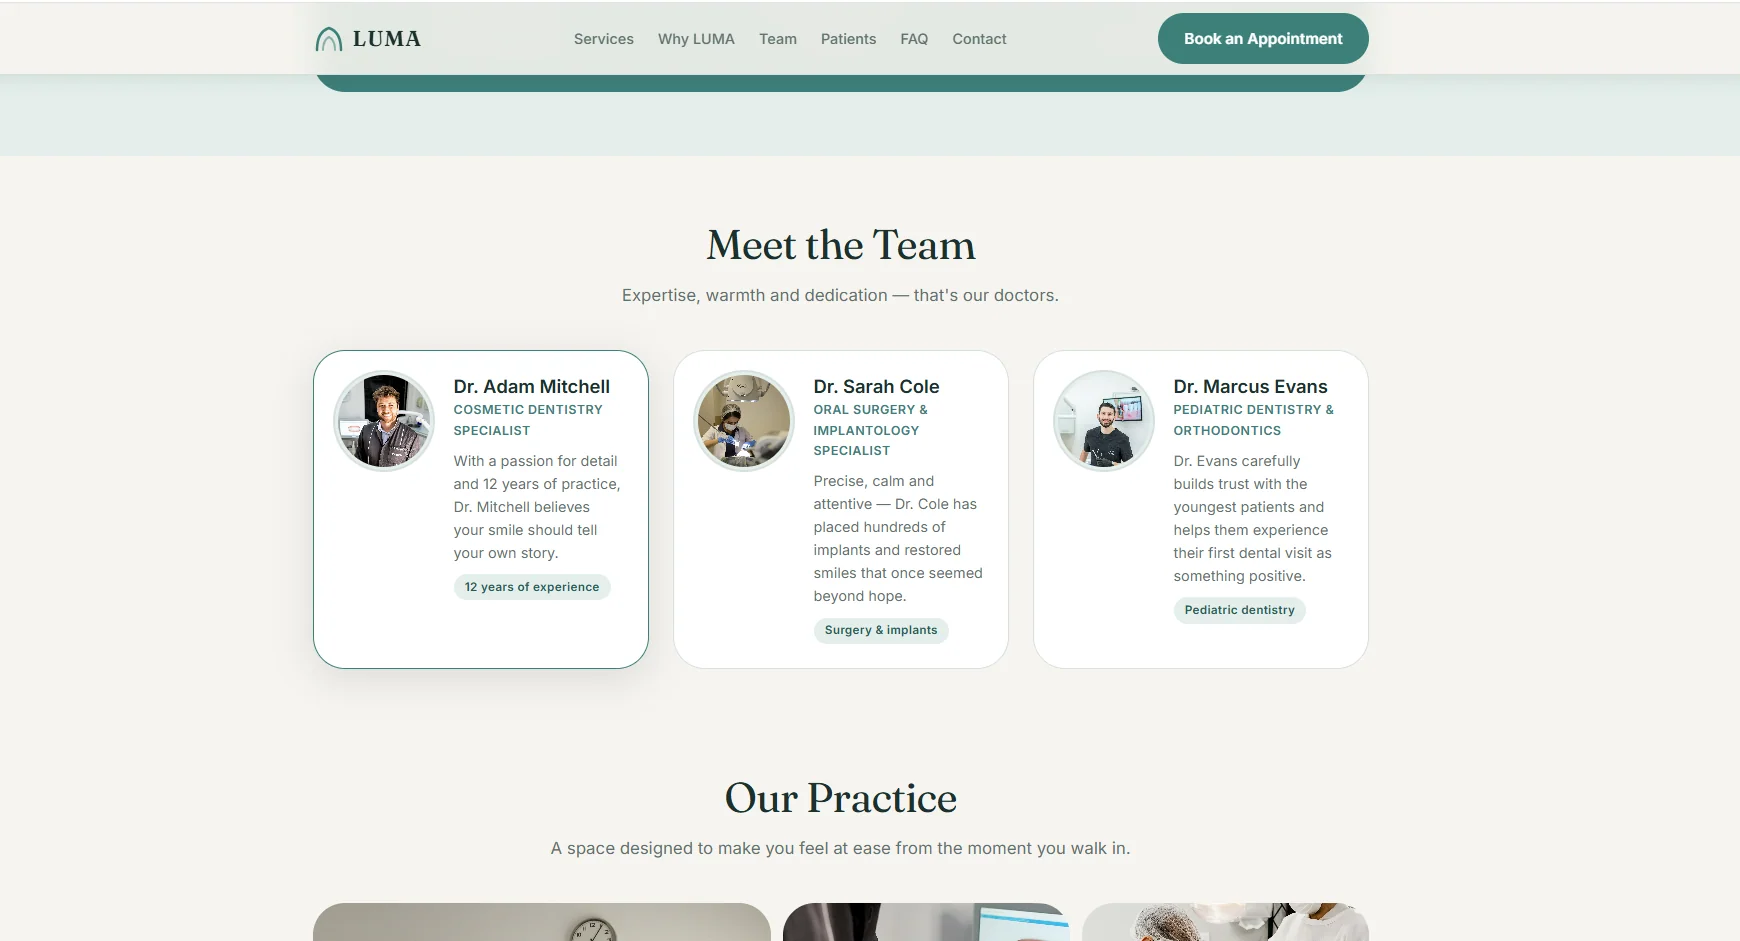 LUMA
Services Why LUMA Team Patients FAQ Contact
Book an Appointment
Meet the Team
Expertise, warmth and dedication — that's our doctors.
Dr. Adam Mitchell
COSMETIC DENTISTRY
SPECIALIST
With a passion for detail
and 12 years of practice,
Dr. Mitchell believes
your smile should tell
your own story.
12 years of experience
Dr. Sarah Cole
ORAL SURGERY &
IMPLANTOLOGY
SPECIALIST
Precise, calm and
attentive — Dr. Cole has
placed hundreds of
implants and restored
smiles that once seemed
beyond hope.
Surgery & implants
Dr. Marcus Evans
PEDIATRIC DENTISTRY &
ORTHODONTICS
Dr. Evans carefully
builds trust with the
youngest patients and
helps them experience
their first dental visit as
something positive.
Pediatric dentistry
Our Practice
A space designed to make you feel at ease from the moment you walk in.